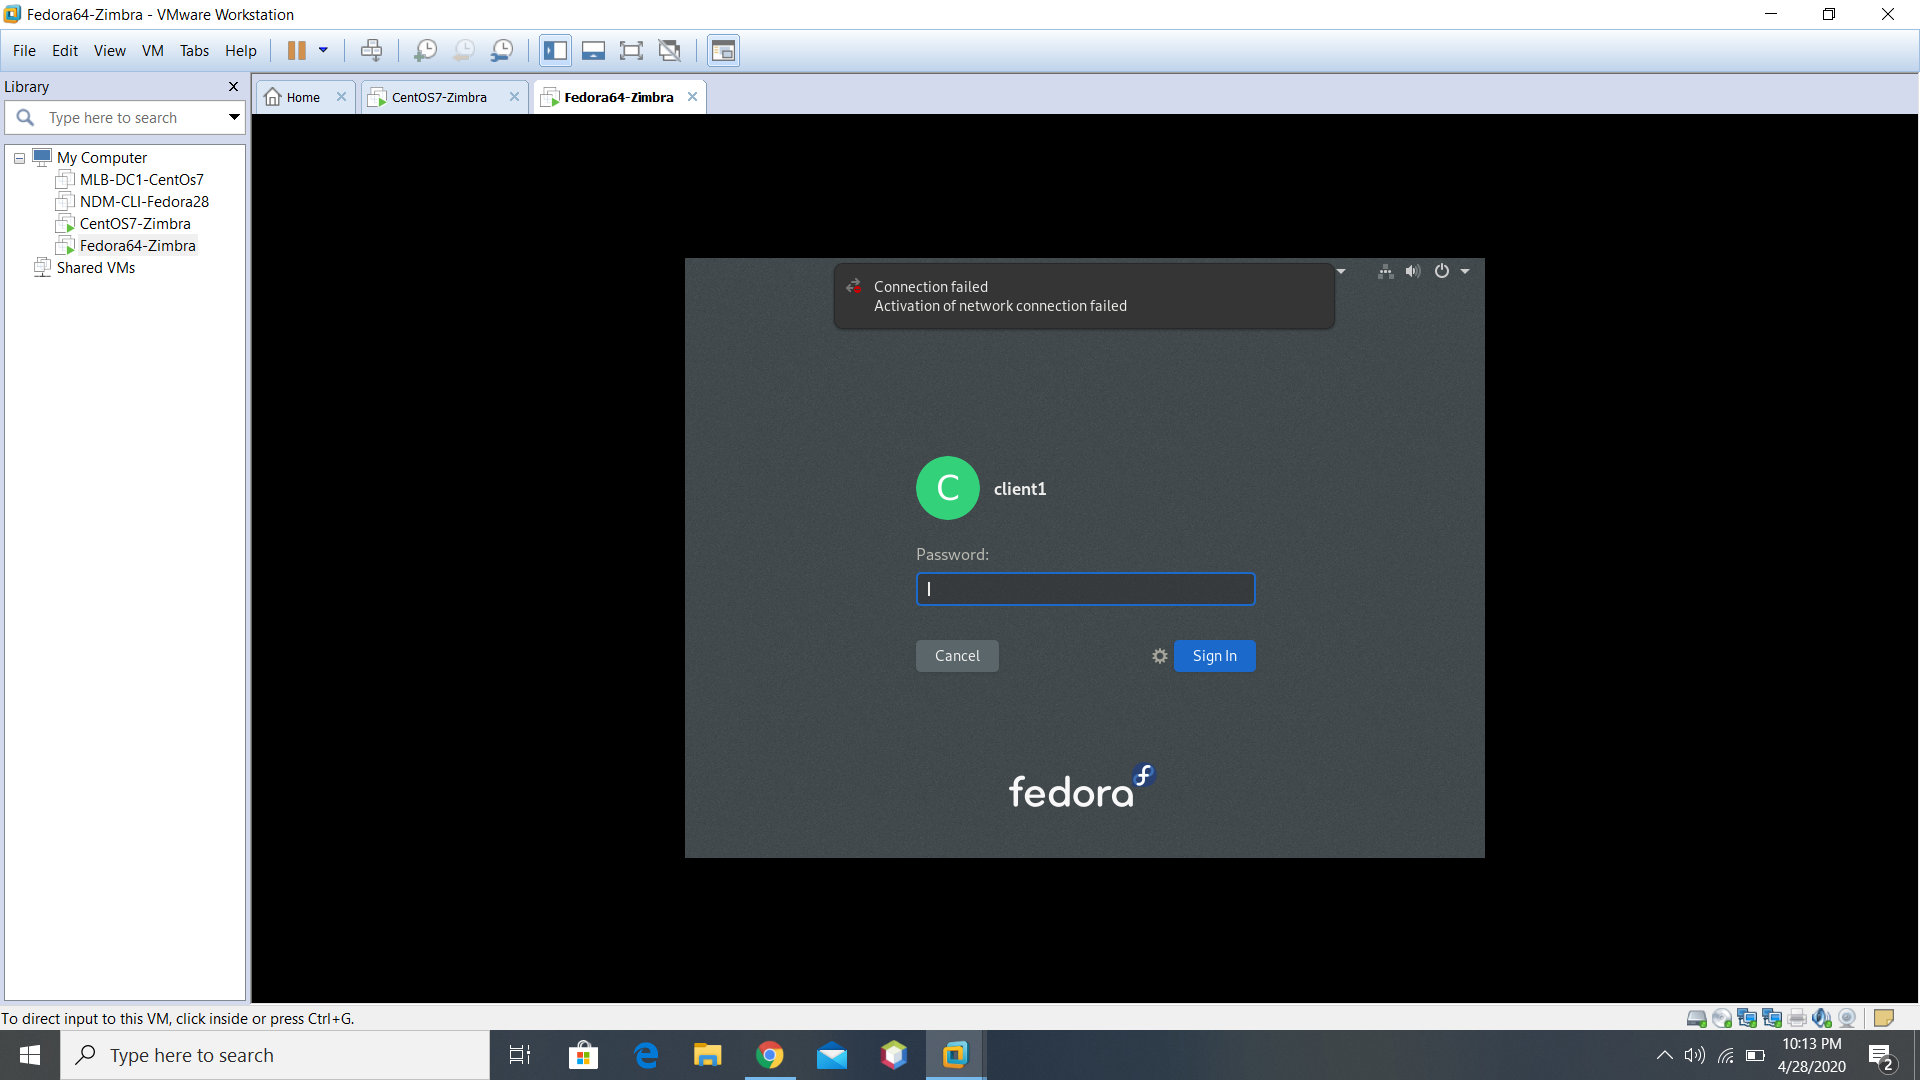 Fedora64-Zimbra - VMware Workstation
File Edit View VM Tabs Help
Library x
Type here to search
My Computer
MLB-DC1-CentOs7
NDM-CLI-Fedora28
CentOS7-Zimbra
Fedora64-Zimbra
Shared VMs
Home CentOS7-Zimbra Fedora64-Zimbra
Connection failed
Activation of network connection failed
C client1
Password:
Cancel Sign In
fedora
To direct input to this VM, click inside or press Ctrl+G.
Type here to search
10:13 PM
4/28/2020
2